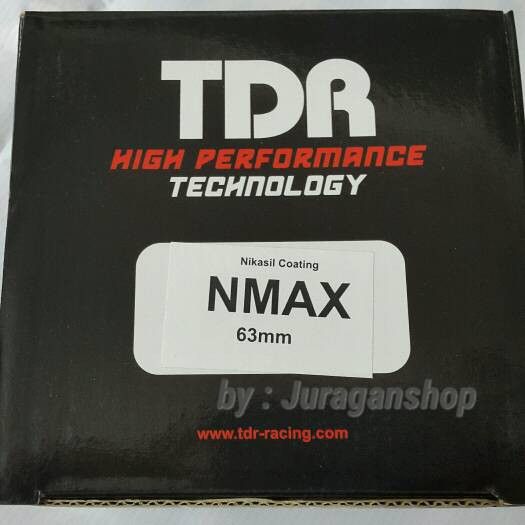 TDR
HIGH PERFORMANCE
TECHNOLOGY
Nikasil Coating
NMAX
63mm
by : Juraganshop
www.tdr-racing.com